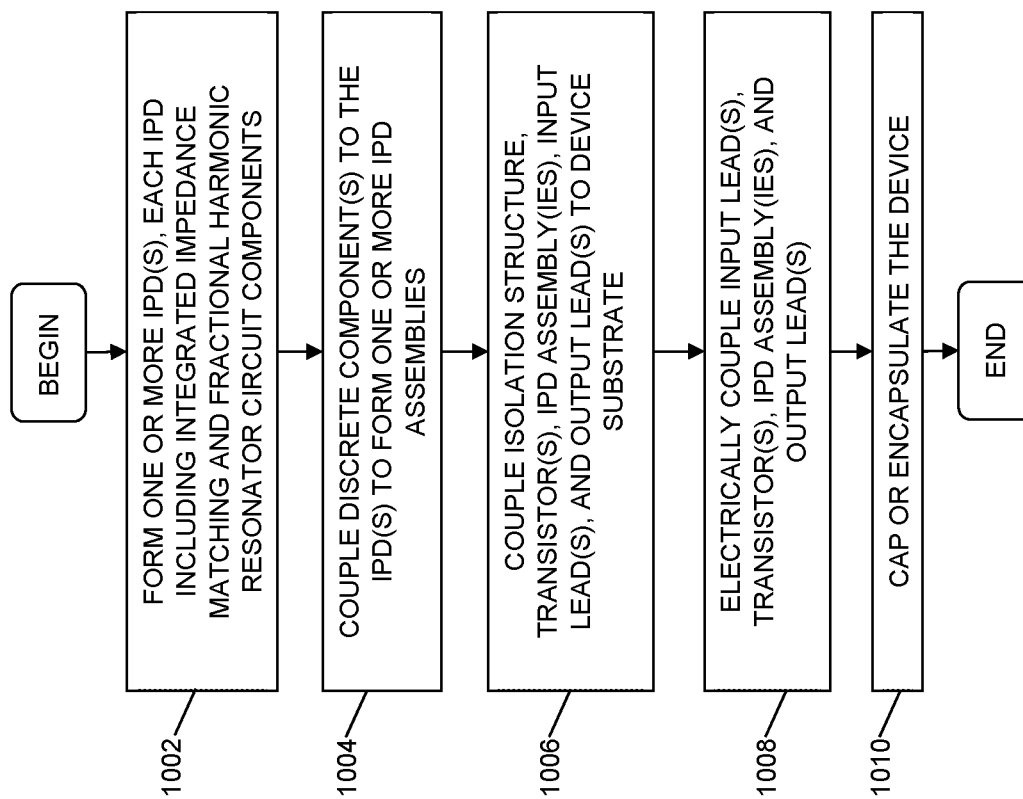 BEGIN
1002
FORM ONE OR MORE IPD(S), EACH IPD
INCLUDING INTEGRATED IMPEDANCE
MATCHING AND FRACTIONAL HARMONIC
RESONATOR CIRCUIT COMPONENTS
1004
COUPLE DISCRETE COMPONENT(S) TO THE
IPD(S) TO FORM ONE OR MORE IPD
ASSEMBLIES
1006
COUPLE ISOLATION STRUCTURE,
TRANSISTOR(S), IPD ASSEMBLY(IES), INPUT
LEAD(S), AND OUTPUT LEAD(S) TO DEVICE
SUBSTRATE
1008
ELECTRICALLY COUPLE INPUT LEAD(S),
TRANSISTOR(S), IPD ASSEMBLY(IES), AND
OUTPUT LEAD(S)
1010
CAP OR ENCAPSULATE THE DEVICE
END